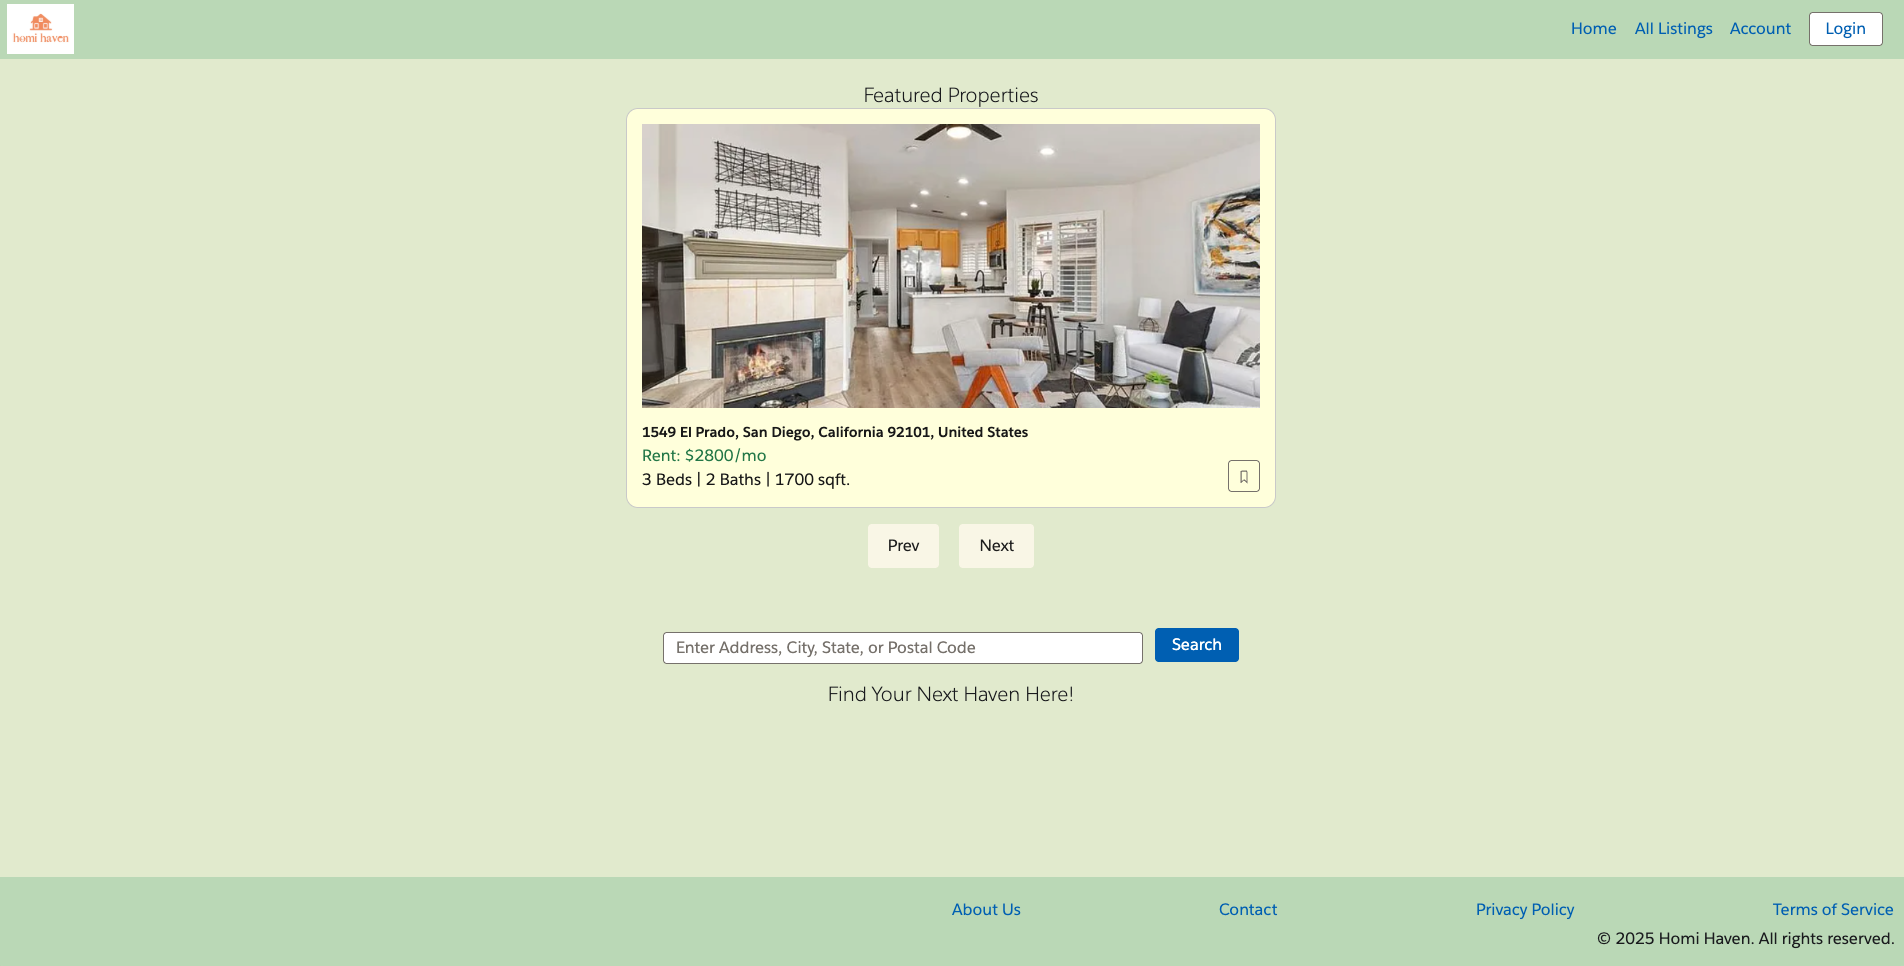 homi haven
Home All Listings Account Login
Featured Properties
1549 El Prado, San Diego, California 92101, United States
Rent: $2800/mo
3 Beds | 2 Baths | 1700 sqft.
Prev Next
Enter Address, City, State, or Postal Code Search
Find Your Next Haven Here!
About Us Contact Privacy Policy Terms of Service
© 2025 Homi Haven. All rights reserved.